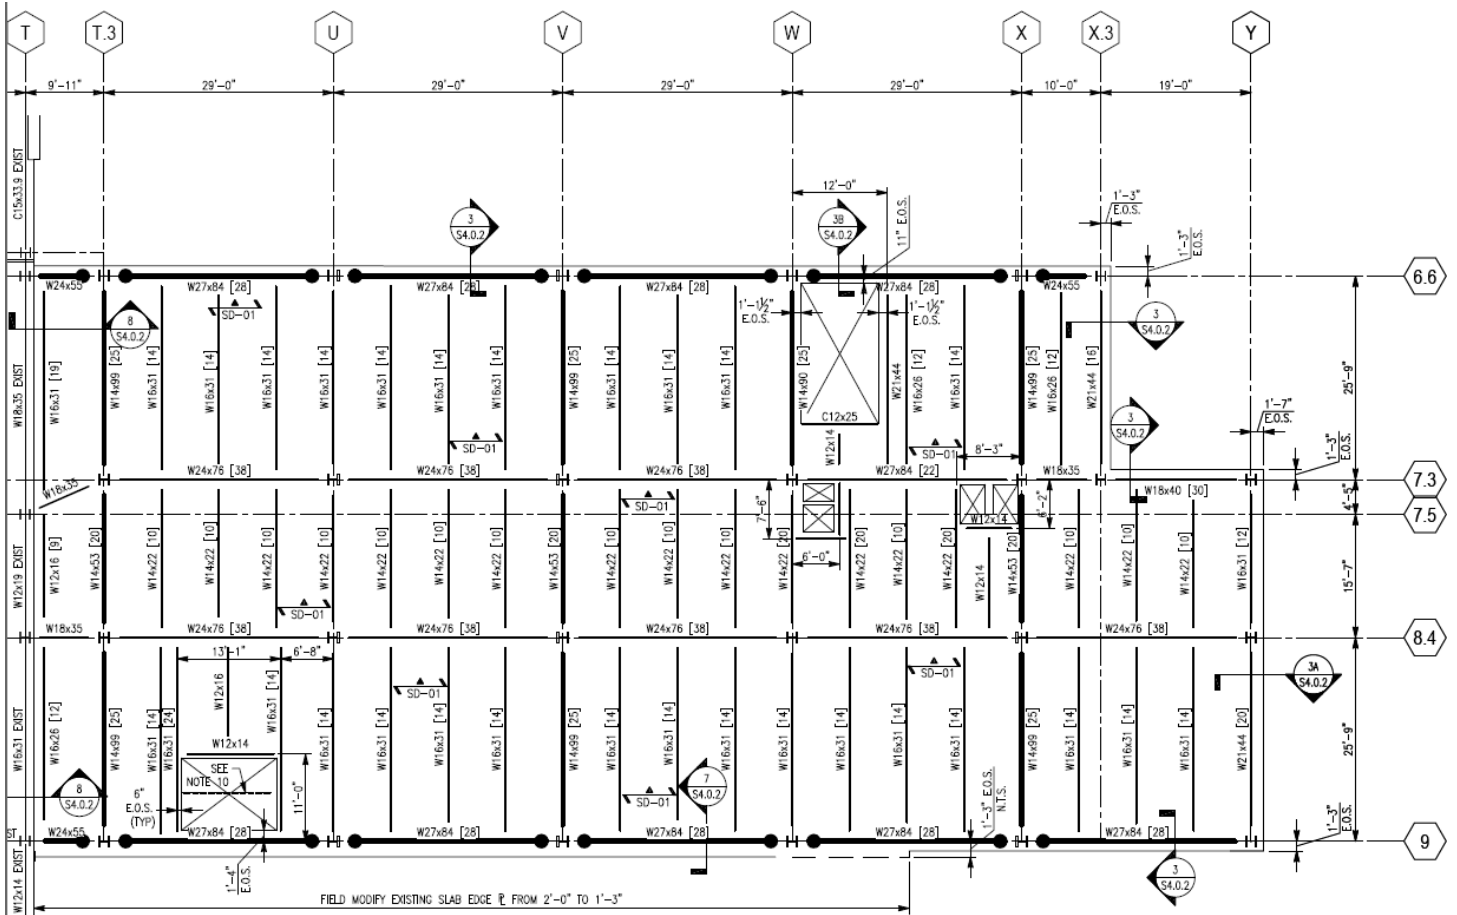 T T.3 U V W X X.3 Y
9'-11" 29'-0" 29'-0" 29'-0" 29'-0" 10'-0" 19'-0"
C15x33.9 EXIST
12'-0"
11" E.O.S.
1'-3"
E.O.S.
1'-3"
E.O.S.
3
S4.0.2
3B
S4.0.2
6.6
W24x55 W27x84 [28] W27x84 [28] W27x84 [28] W27x84 [28] W24x55
SD-01
1'-1½"
E.O.S.
1'-1½"
E.O.S.
8
S4.0.2
3
S4.0.2
W18x35 EXIST
W16x31 [19]
W14x99 [25]
W16x31 [14]
W16x31 [14]
W16x31 [14]
W16x31 [14]
W16x31 [14]
W16x31 [14]
W16x31 [14]
W14x99 [25]
W16x31 [14]
W16x31 [14]
W16x31 [14]
W14x90 [25]
W21x44
W16x26 [12]
W16x31 [14]
W14x99 [25]
W16x26 [12]
W21x44 [16]
25'-9"
C12x25
W12x14
3
S4.0.2
1'-7"
E.O.S.
1'-3"
E.O.S.
SD-01
SD-01
8'-3"
W24x76 [38] W24x76 [38] W24x76 [38] W27x84 [22] W18x35
7.3
W18x35
W18x40 [30]
4'-5"
7.5
SD-01
7'-6"
6'-2"
W12x14
6'-0"
W12x19 EXIST
W12x16 [9]
W14x53 [20]
W14x22 [10]
W14x22 [10]
W14x22 [10]
W14x22 [10]
W14x22 [10]
W14x22 [10]
W14x22 [10]
W14x53 [20]
W14x22 [10]
W14x22 [10]
W14x22 [10]
W14x22 [20]
W14x22 [20]
W14x22 [10]
W14x22 [10]
W12x14
W14x53 [20]
W14x22 [10]
W14x22 [10]
W14x22 [10]
W16x31 [12]
15'-7"
SD-01
W18x35 W24x76 [38] W24x76 [38] W24x76 [38] W24x76 [38] W24x76 [38]
8.4
13'-1" 6'-8"
SD-01
SD-01
3A
S4.0.2
W16x31 EXIST
W16x26 [12]
W14x99 [25]
W16x31 [14]
W16x31 [24]
W12x16
W16x31 [14]
W16x31 [14]
W16x31 [14]
W16x31 [14]
W16x31 [14]
W14x99 [25]
W16x31 [14]
W16x31 [14]
W16x31 [14]
W16x31 [14]
W16x31 [14]
W16x31 [14]
W16x31 [14]
W14x99 [25]
W16x31 [14]
W16x31 [14]
W21x44 [20]
25'-9"
W12x14
SEE
NOTE 10
11'-0"
8
S4.0.2
6"
E.O.S.
(TYP)
7
S4.0.2
SD-01
1'-3" E.O.S.
N.T.S.
1'-3"
E.O.S.
ST W24x55 W27x84 [28] W27x84 [28] W27x84 [28] W27x84 [28] W27x84 [28]
9
1'-4"
E.O.S.
3
S4.0.2
W12x14 EXIST
FIELD MODIFY EXISTING SLAB EDGE ℄ FROM 2'-0" TO 1'-3"